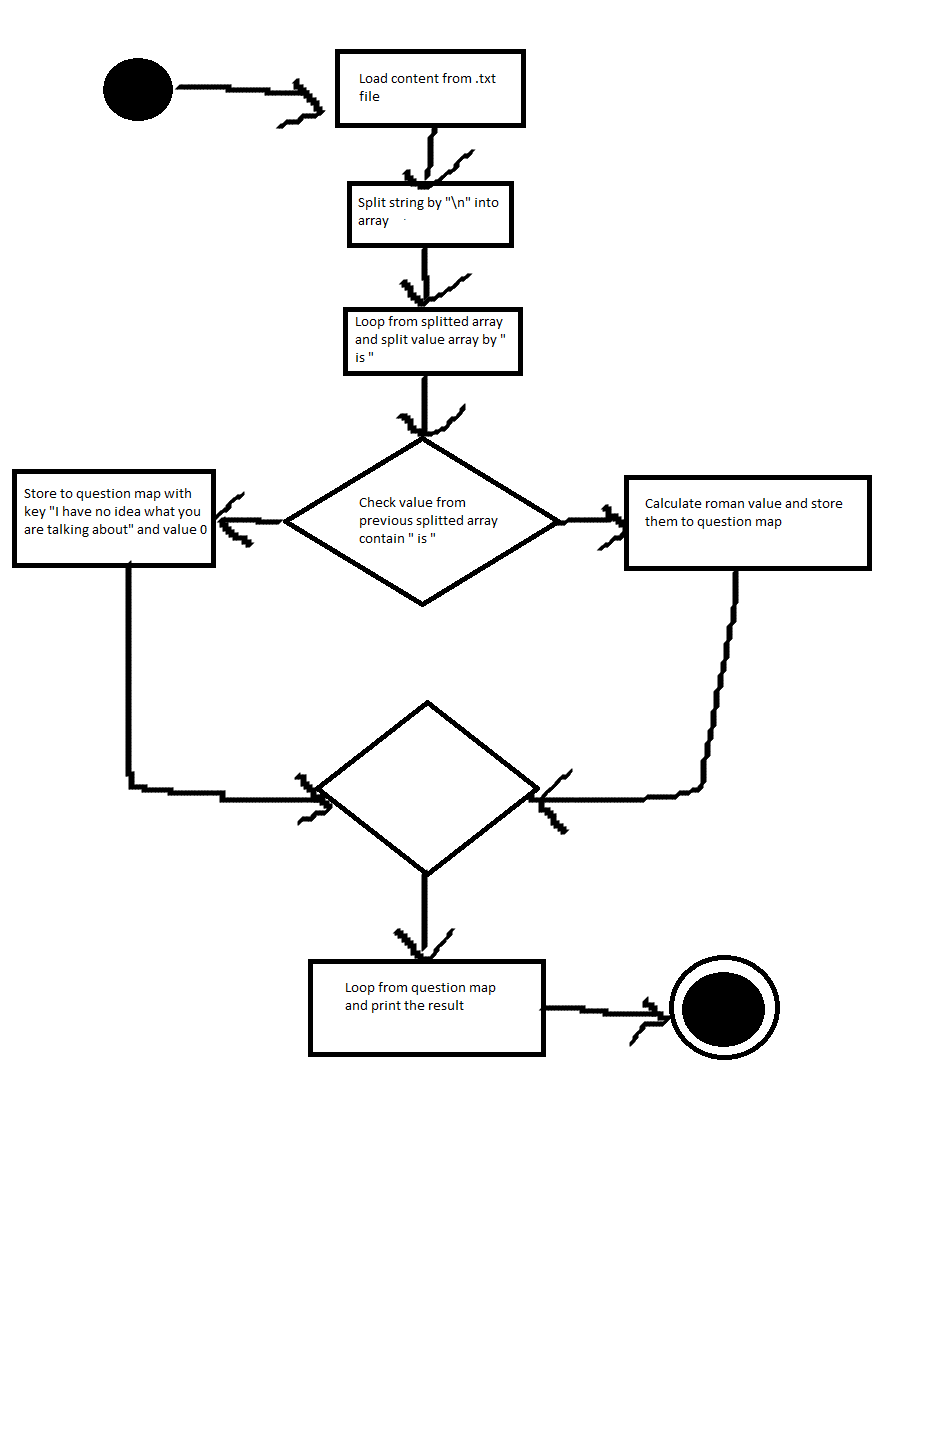 Load content from .txt
file
Split string by "\n" into
array
Loop from splitted array
and split value array by "
is "
Check value from
previous splitted array
contain " is "
Store to question map with
key "I have no idea what you
are talking about" and value 0
Calculate roman value and store
them to question map
Loop from question map
and print the result